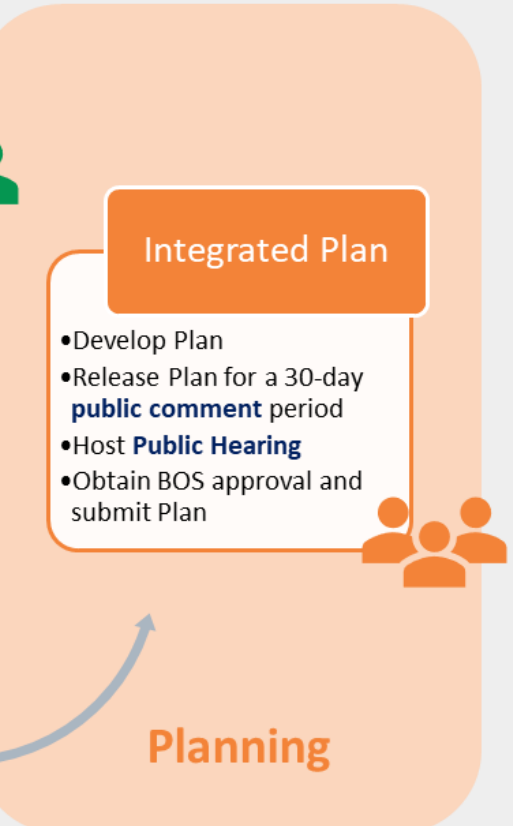 Integrated Plan
•Develop Plan
•Release Plan for a 30-day
public comment period
•Host Public Hearing
•Obtain BOS approval and
submit Plan
Planning